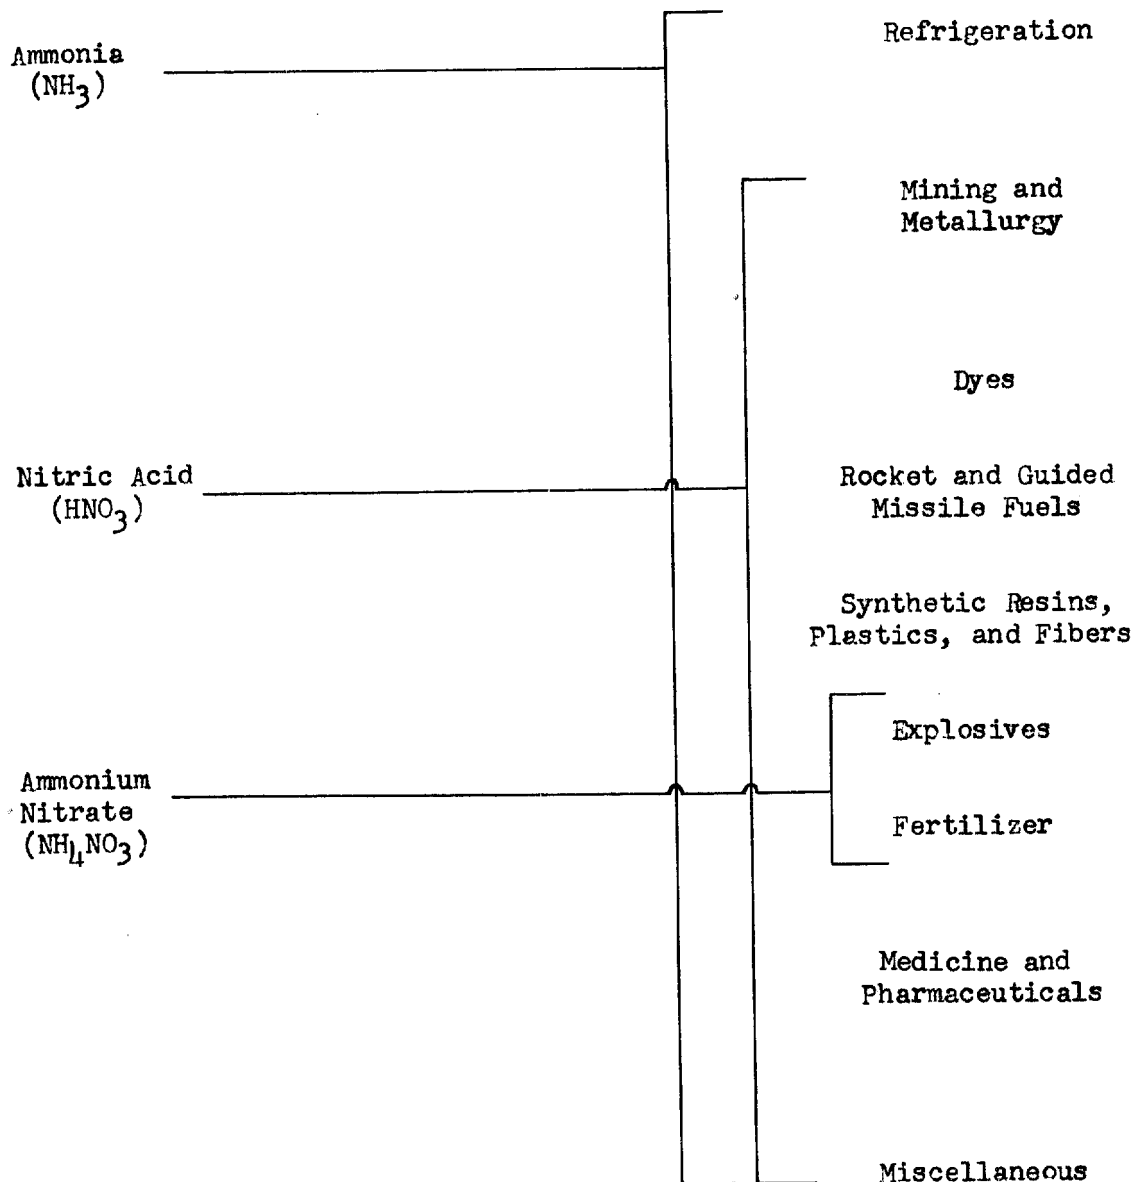 Ammonia
(NH₃)
Refrigeration
Mining and
Metallurgy
Dyes
Nitric Acid
(HNO₃)
Rocket and Guided
Missile Fuels
Synthetic Resins,
Plastics, and Fibers
Explosives
Ammonium
Nitrate
(NH₄NO₃)
Fertilizer
Medicine and
Pharmaceuticals
Miscellaneous